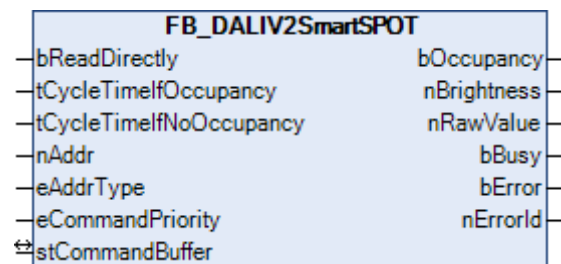 FB_DALIV2SmartSPOT
bReadDirectly bOccupancy
tCycleTimeIfOccupancy nBrightness
tCycleTimeIfNoOccupancy nRawValue
nAddr bBusy
eAddrType bError
eCommandPriority nErrorId
stCommandBuffer